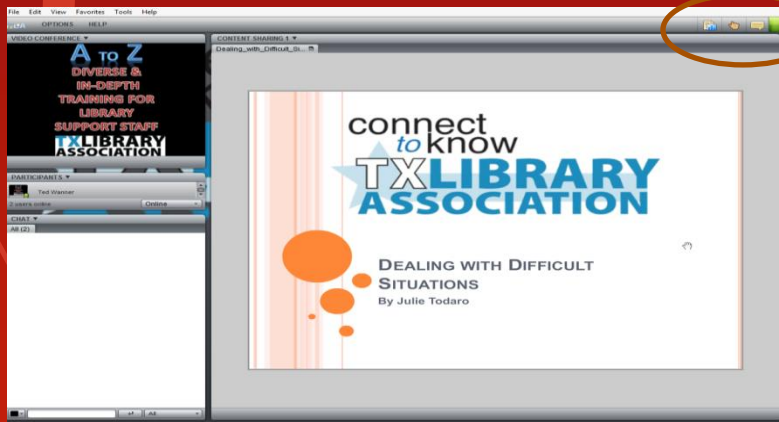 File Edit View Favorites Tools Help
OPTIONS HELP
VIDEO CONFERENCE
A TO Z
DIVERSE &
IN-DEPTH
TRAINING FOR
LIBRARY
SUPPORT STAFF
TXLIBRARY
ASSOCIATION
PARTICIPANTS
Ted Wanner
2 users online Online
CHAT
All (2)
All
CONTENT SHARING 1
Dealing_with_Difficult_Si...
connect
to know
TXLIBRARY
ASSOCIATION
DEALING WITH DIFFICULT
SITUATIONS
By Julie Todaro